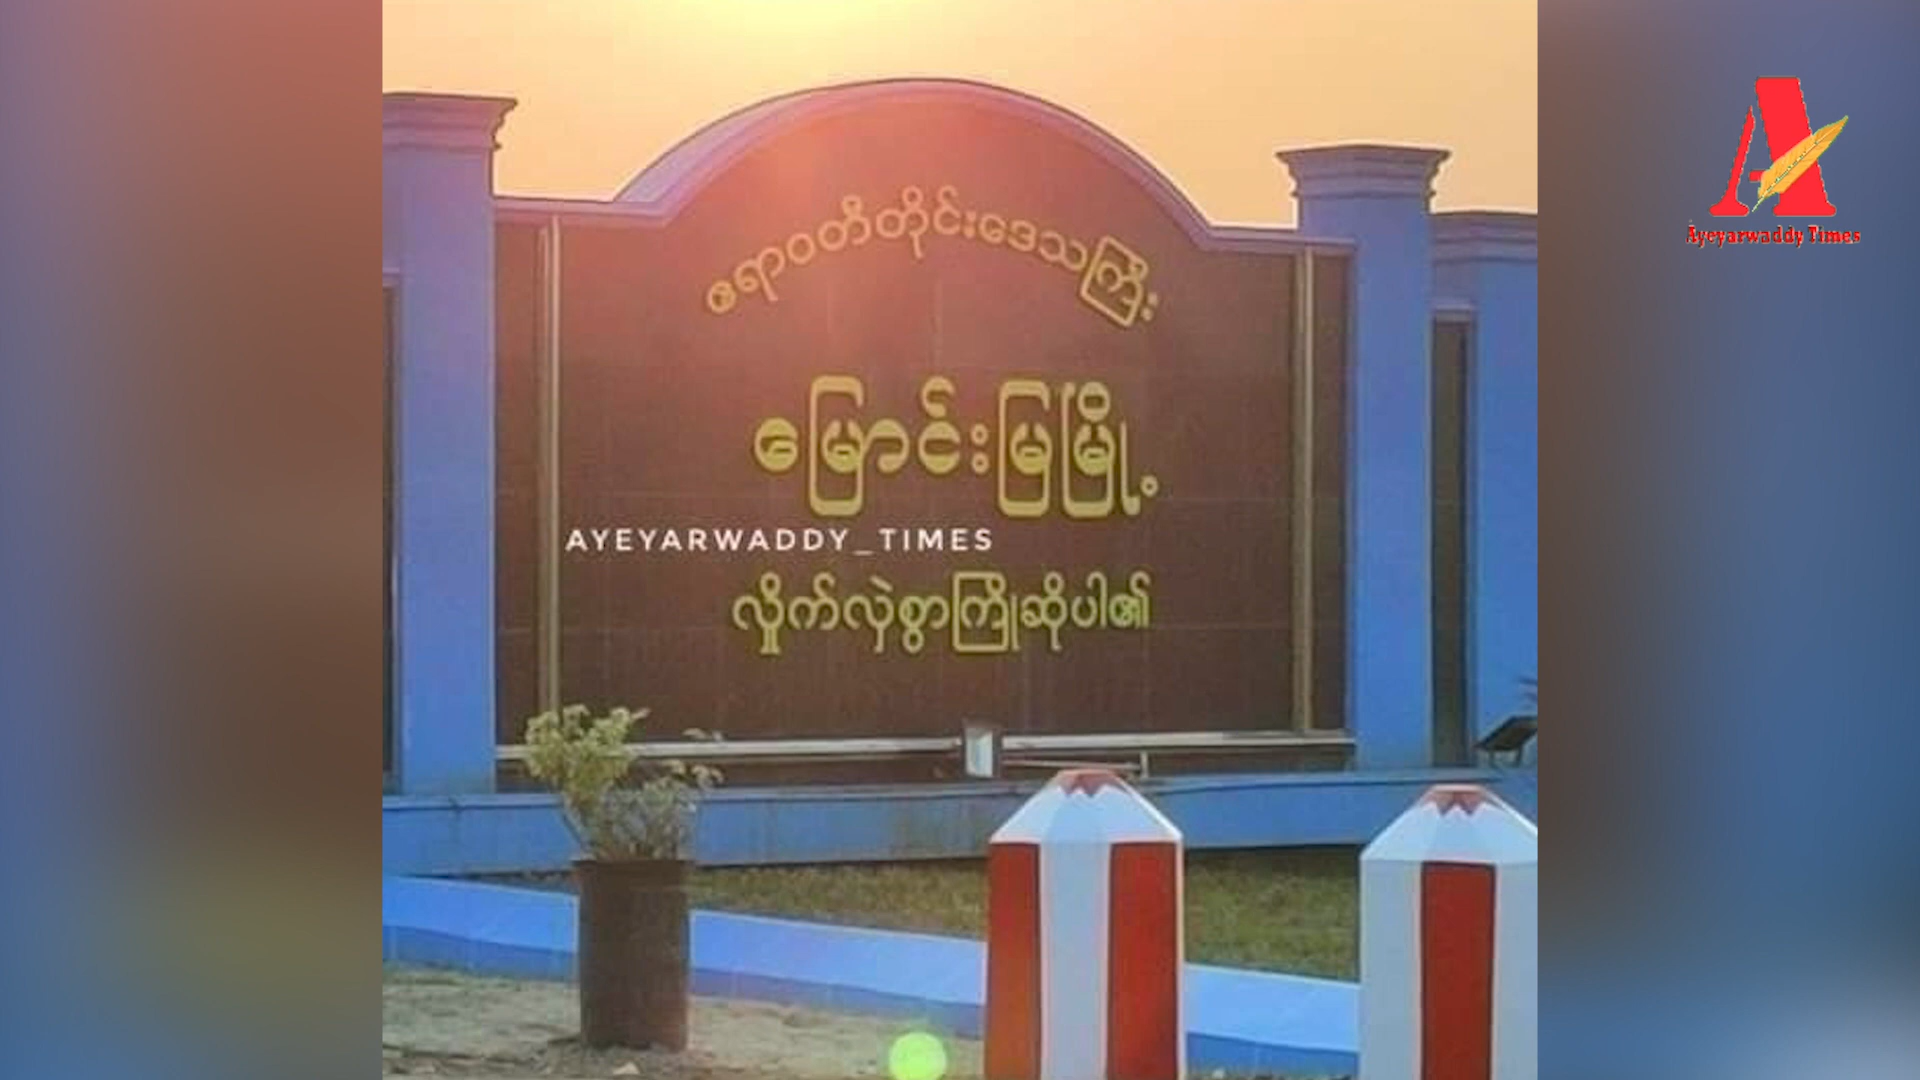 ဧရာဝတီတိုင်းဒေသကြီး
မြောင်းမြမြို့
AYEYARWADDY_TIMES
လှိုက်လှဲစွာကြိုဆိုပါ၏
Ayeyarwaddy Times